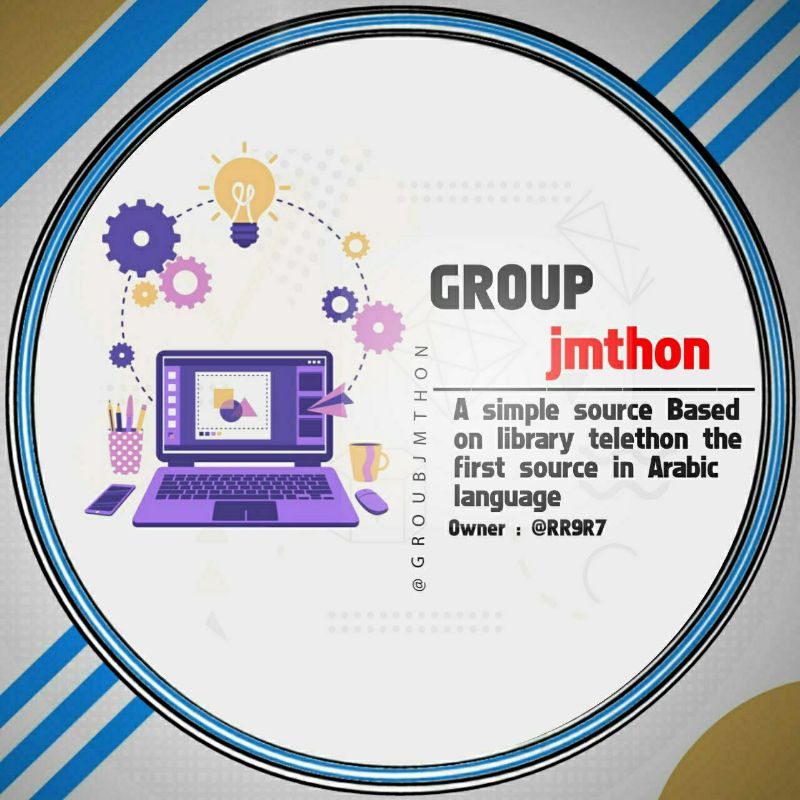 GROUP
jmthon
A simple source Based
on library telethon the
first source in Arabic
language
Owner : @RR9R7
@GROUBJMTHON